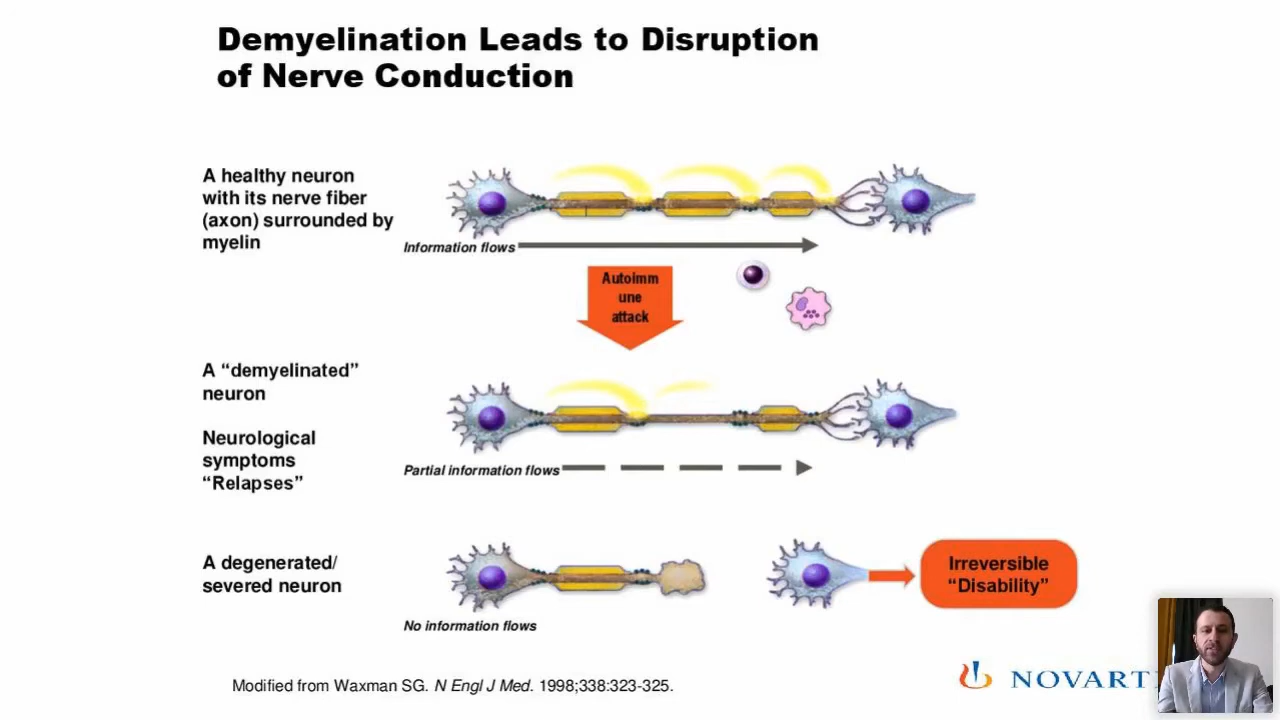 Demyelination Leads to Disruption
of Nerve Conduction
A healthy neuron
with its nerve fiber
(axon) surrounded by
myelin
Information flows
Autoimm
une
attack
A “demyelinated”
neuron
Neurological
symptoms
“Relapses”
Partial information flows
A degenerated/
severed neuron
Irreversible
“Disability”
No information flows
Modified from Waxman SG. N Engl J Med. 1998;338:323-325.
NOVART